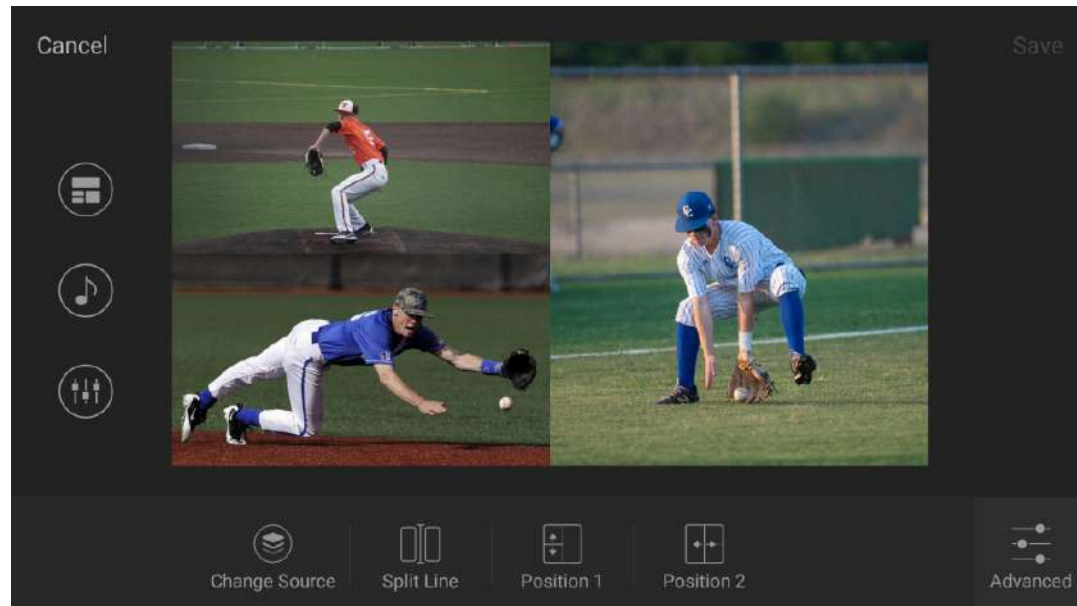 Cancel
Save
Change Source
Split Line
Position 1
Position 2
Advanced